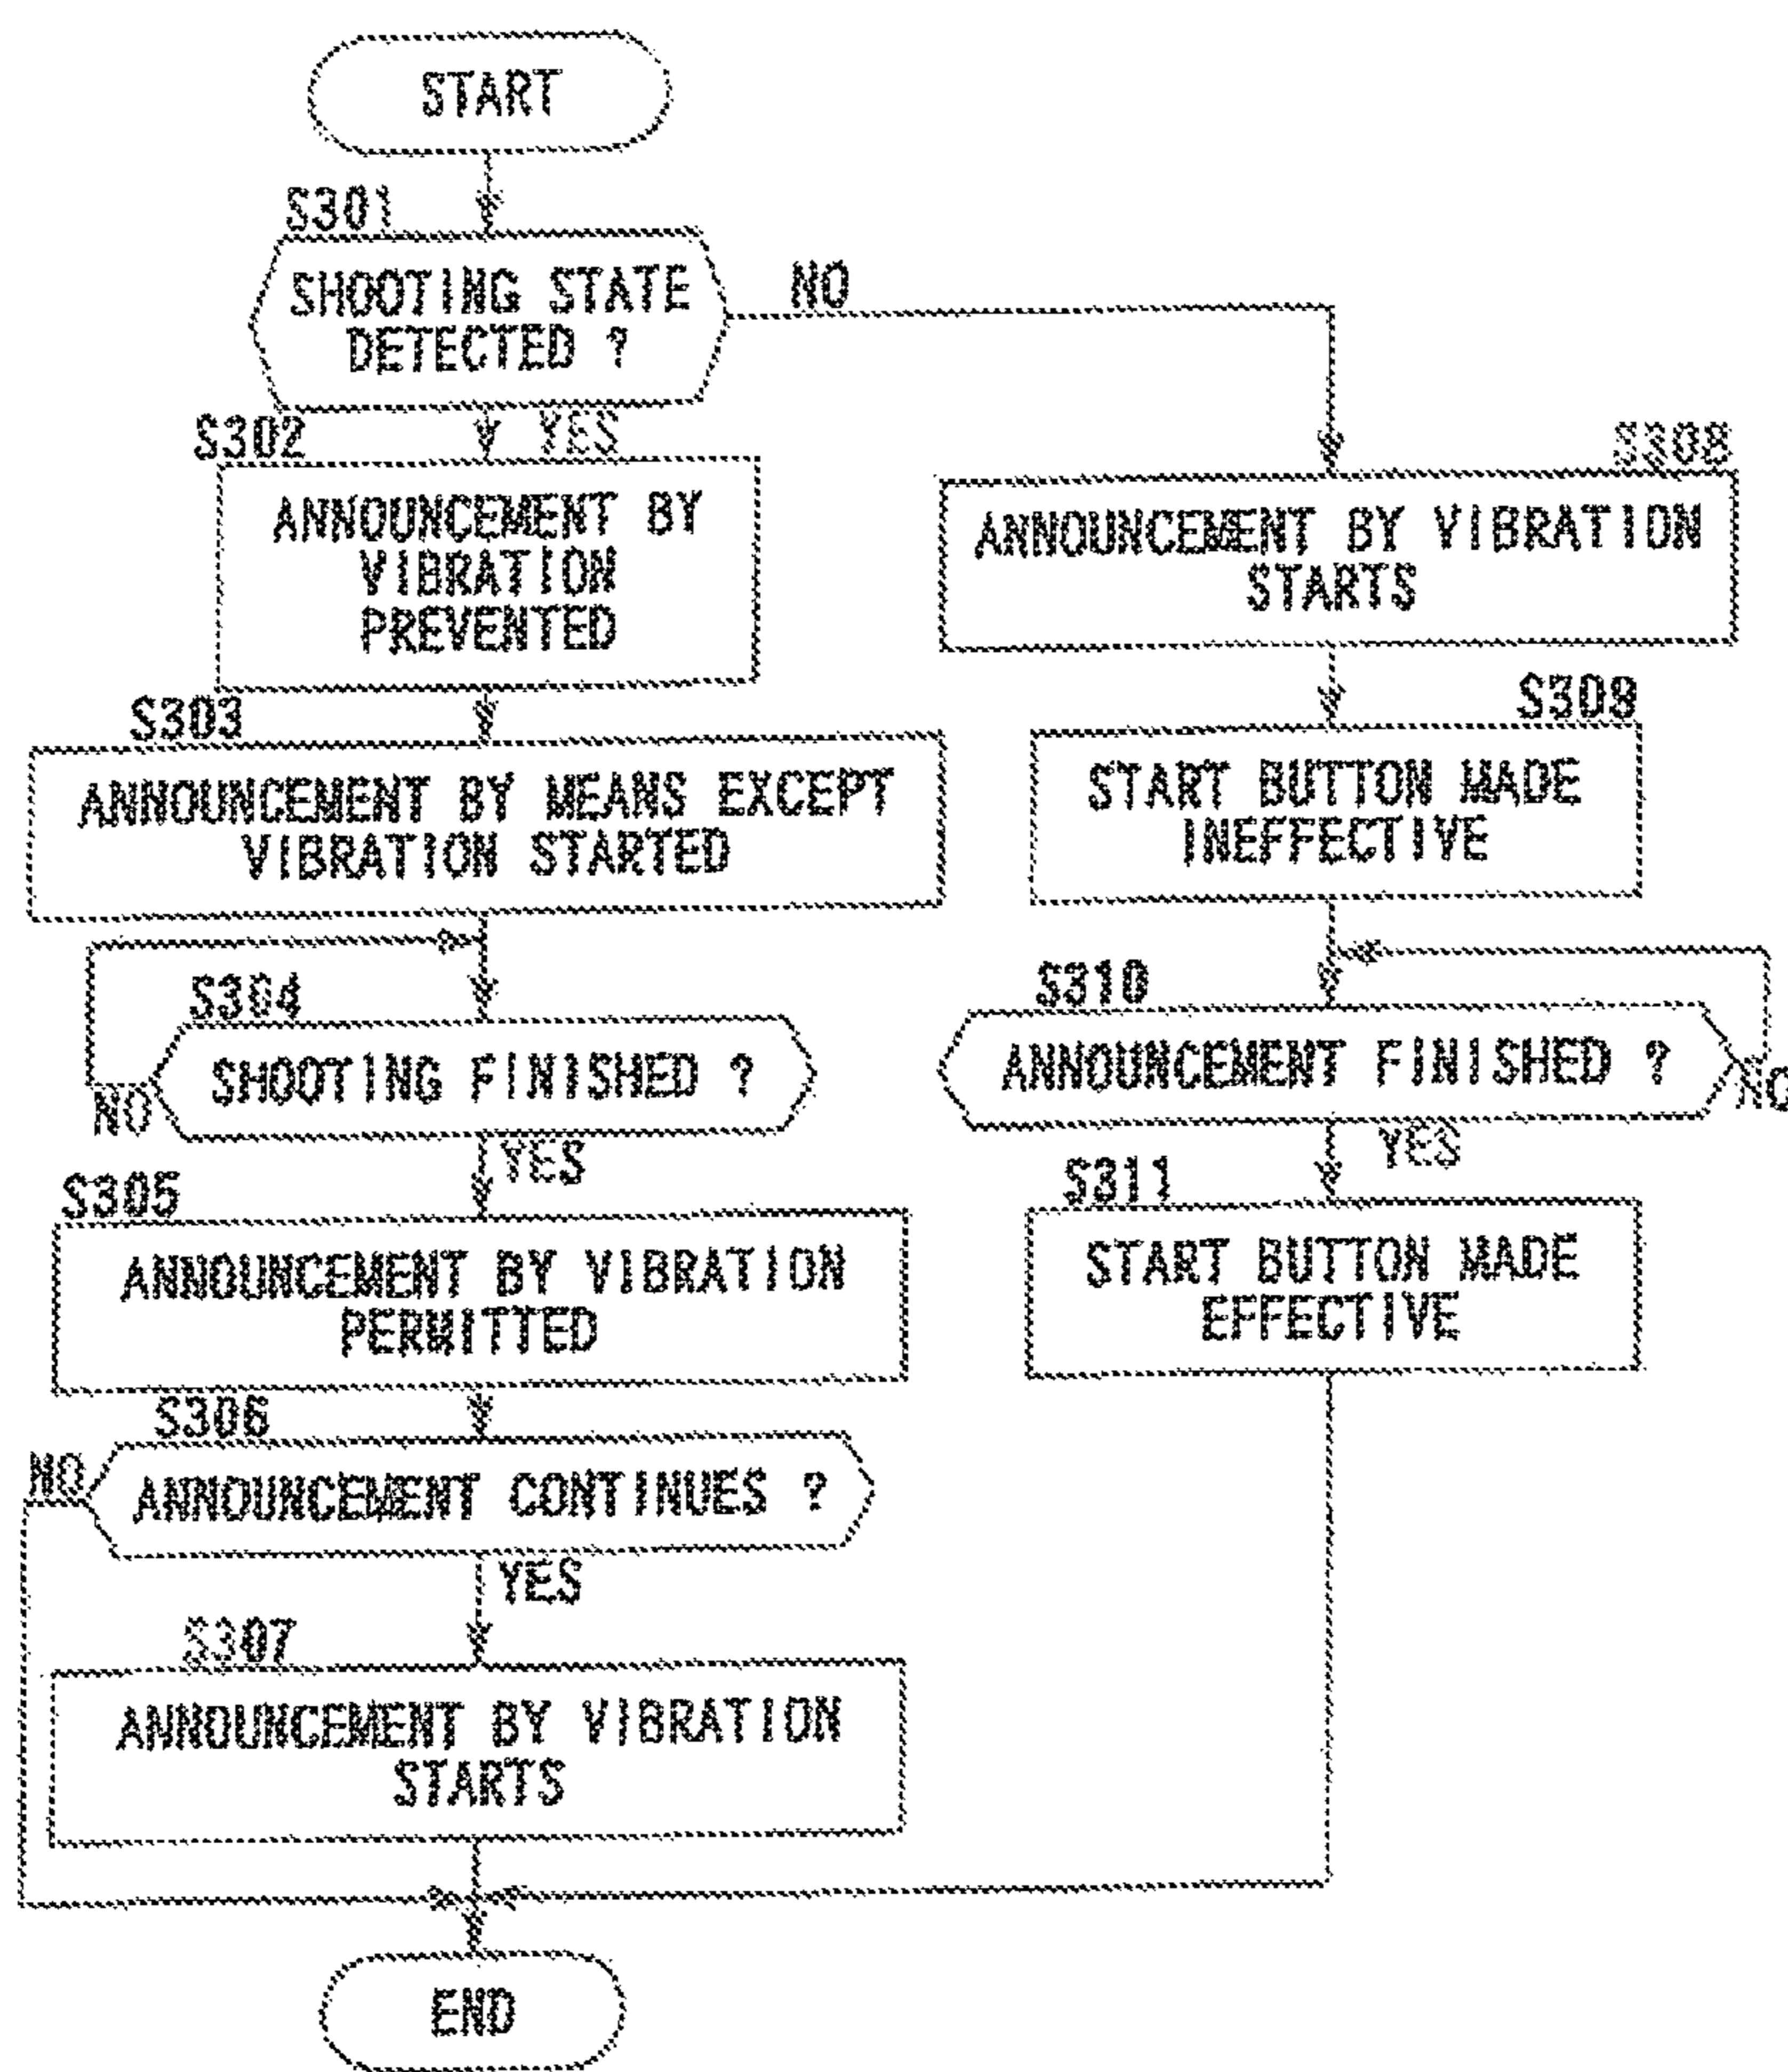 START
S301
SHOOTING STATE
DETECTED ?
NO
YES
S302
ANNOUNCEMENT BY
VIBRATION
PREVENTED
S303
ANNOUNCEMENT BY MEANS EXCEPT
VIBRATION STARTED
S304
SHOOTING FINISHED ?
NO
YES
S305
ANNOUNCEMENT BY VIBRATION
PERMITTED
S306
NO
ANNOUNCEMENT CONTINUES ?
YES
S307
ANNOUNCEMENT BY VIBRATION
STARTS
S308
ANNOUNCEMENT BY VIBRATION
STARTS
S309
START BUTTON MADE
INEFFECTIVE
S310
ANNOUNCEMENT FINISHED ?
NO
YES
S311
START BUTTON MADE
EFFECTIVE
END